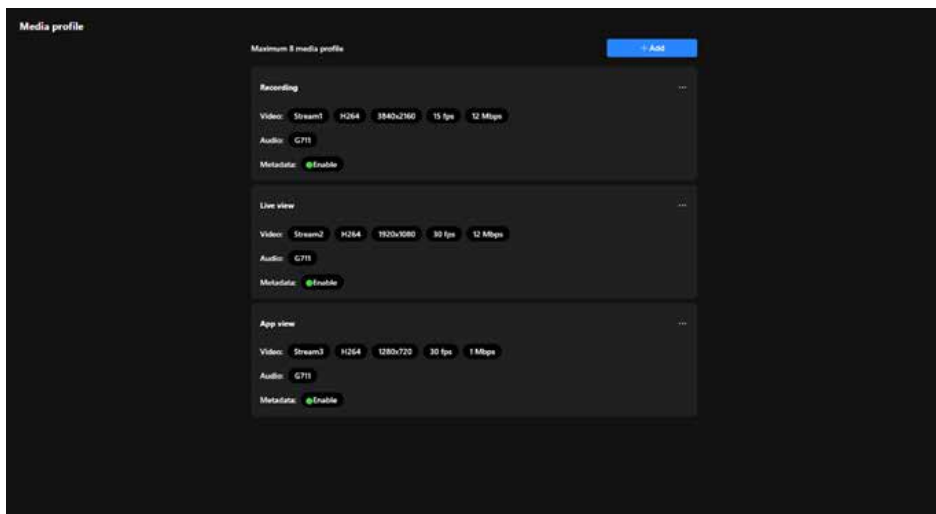 Media profile
Maximum 8 media profile + Add
Recording ...
Video: Stream1 H264 3840x2160 15 fps 12 Mbps
Audio: G711
Metadata: Enable
Live view ...
Video: Stream2 H264 1920x1080 30 fps 12 Mbps
Audio: G711
Metadata: Enable
App view ...
Video: Stream3 H264 1280x720 30 fps 1 Mbps
Audio: G711
Metadata: Enable